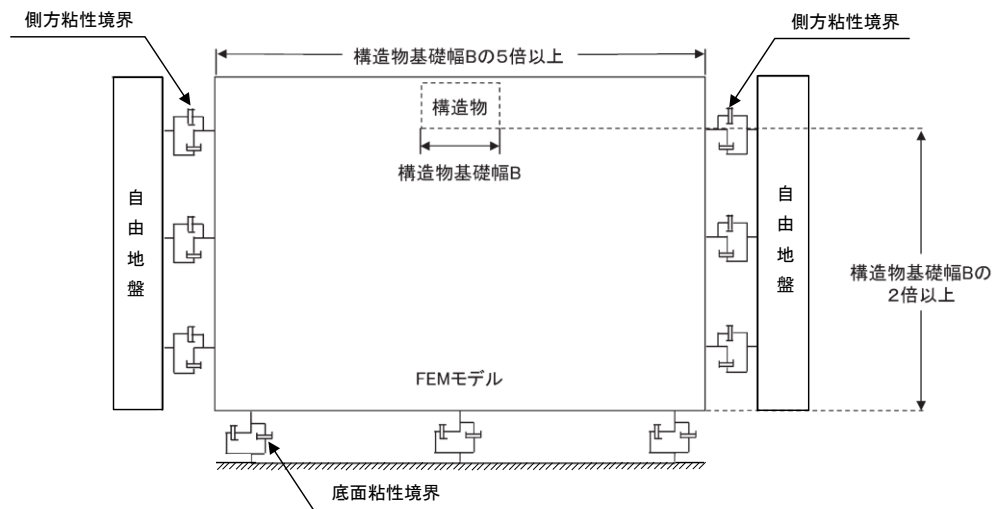 側方粘性境界
側方粘性境界
構造物基礎幅Bの5倍以上
構造物
構造物基礎幅B
自由地盤
自由地盤
構造物基礎幅Bの
2倍以上
FEMモデル
底面粘性境界